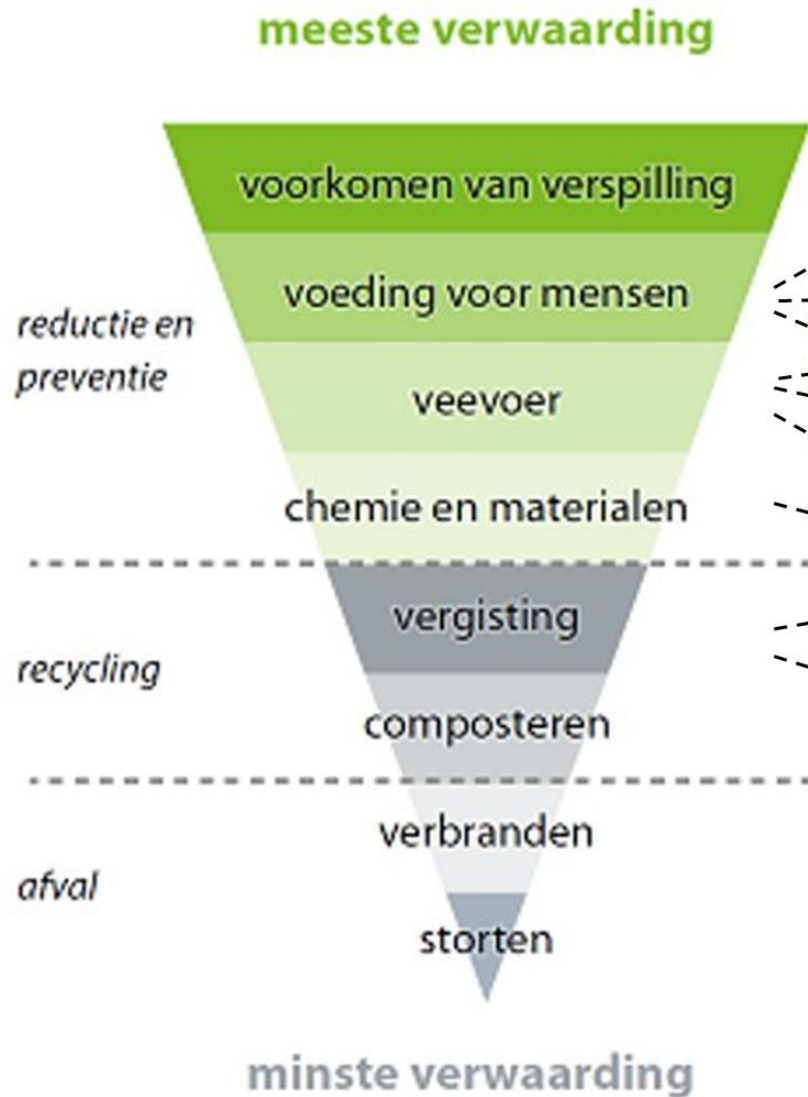 meeste verwaarding
voorkomen van verspilling
voeding voor mensen
reductie en
preventie
veevoer
chemie en materialen
vergisting
recycling
composteren
verbranden
afval
storten
minste verwaarding